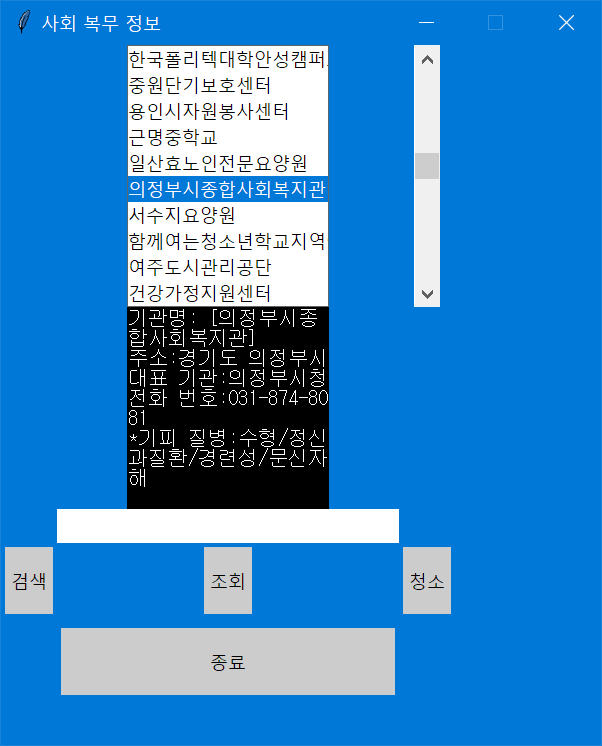 사회 복무 정보
한국폴리텍대학안성캠퍼
중원단기보호센터
용인시자원봉사센터
근명중학교
일산효노인전문요양원
의정부시종합사회복지관
서수지요양원
함께여는청소년학교지역
여주도시관리공단
건강가정지원센터
기관명: [의정부시종
합사회복지관]
주소:경기도 의정부시
대표 기관:의정부시청
전화 번호:031-874-80
81
*기피 질병:수형/정신
과질환/경련성/문신자
해
검색 조회 청소
종료